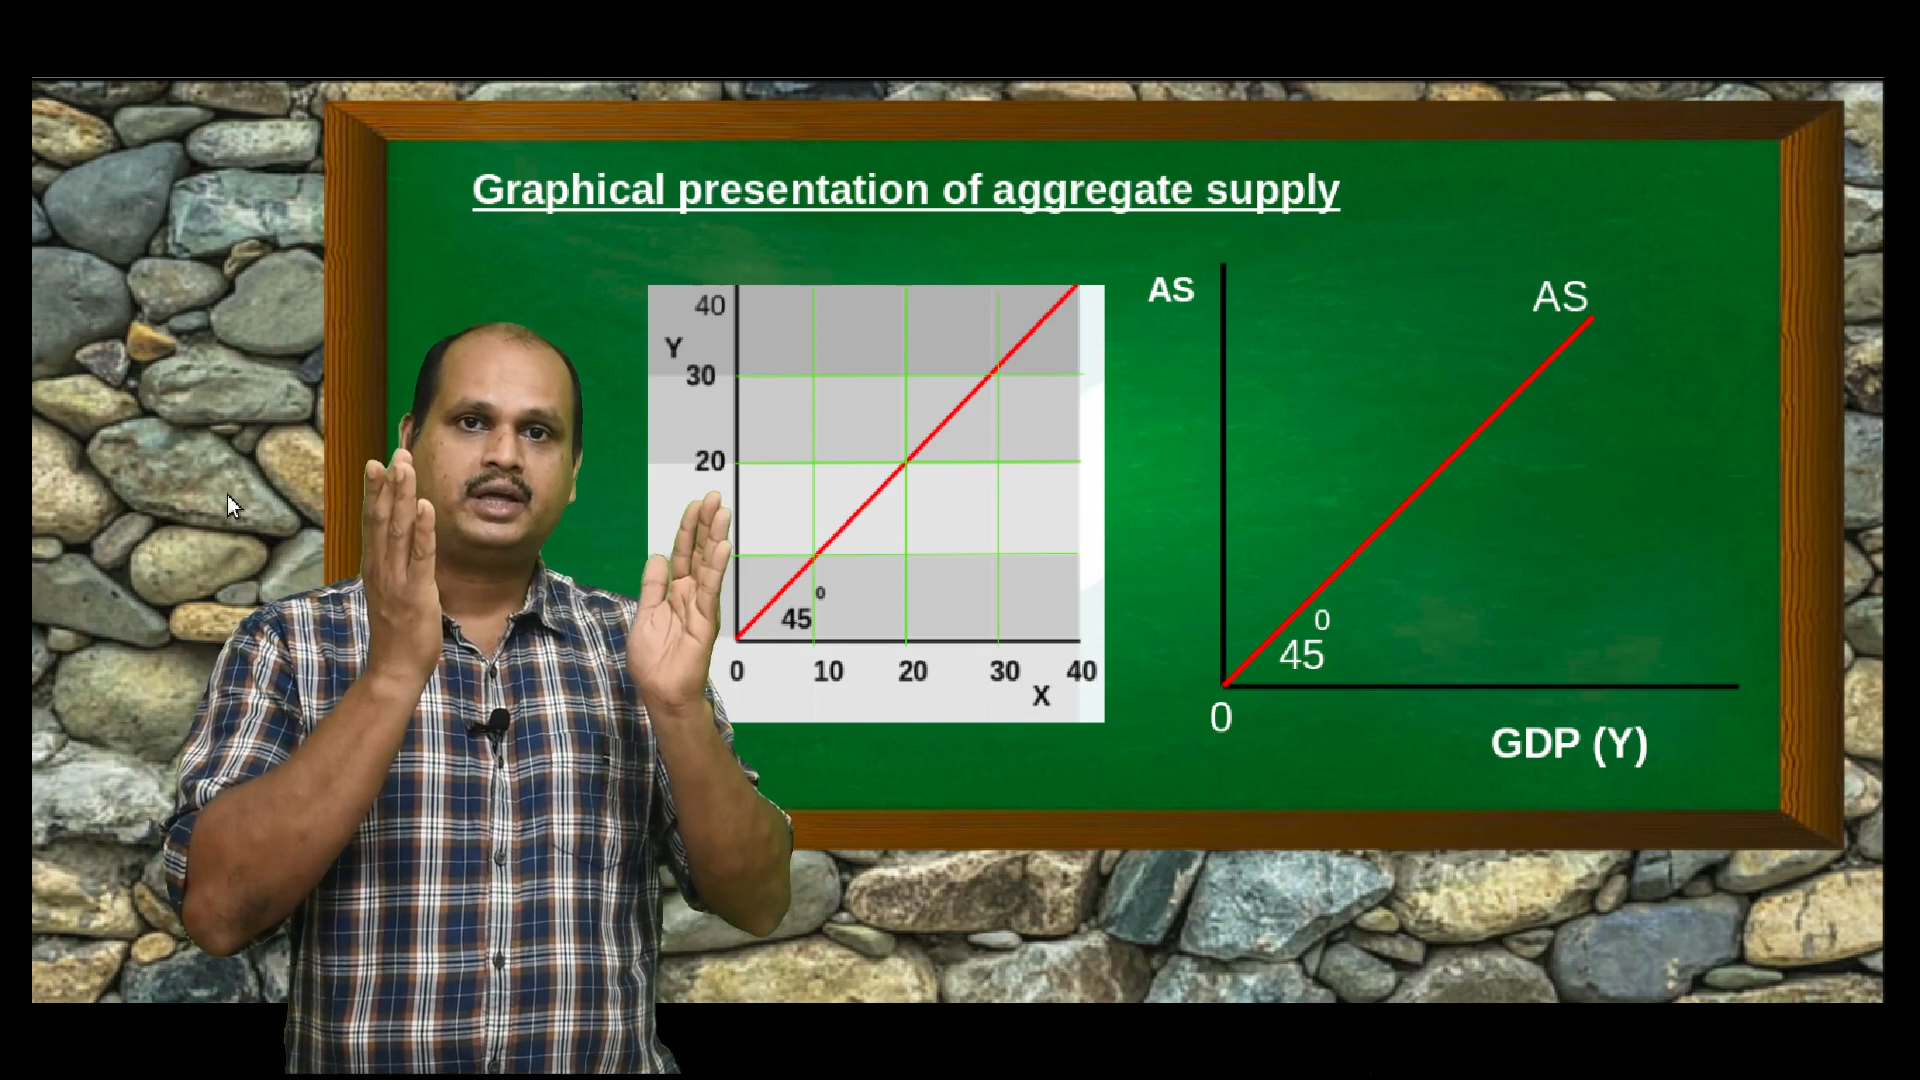 Graphical presentation of aggregate supply
40
Y
30
20
45
0
0 10 20 30 40
X
AS
AS
0
45
0
GDP (Y)